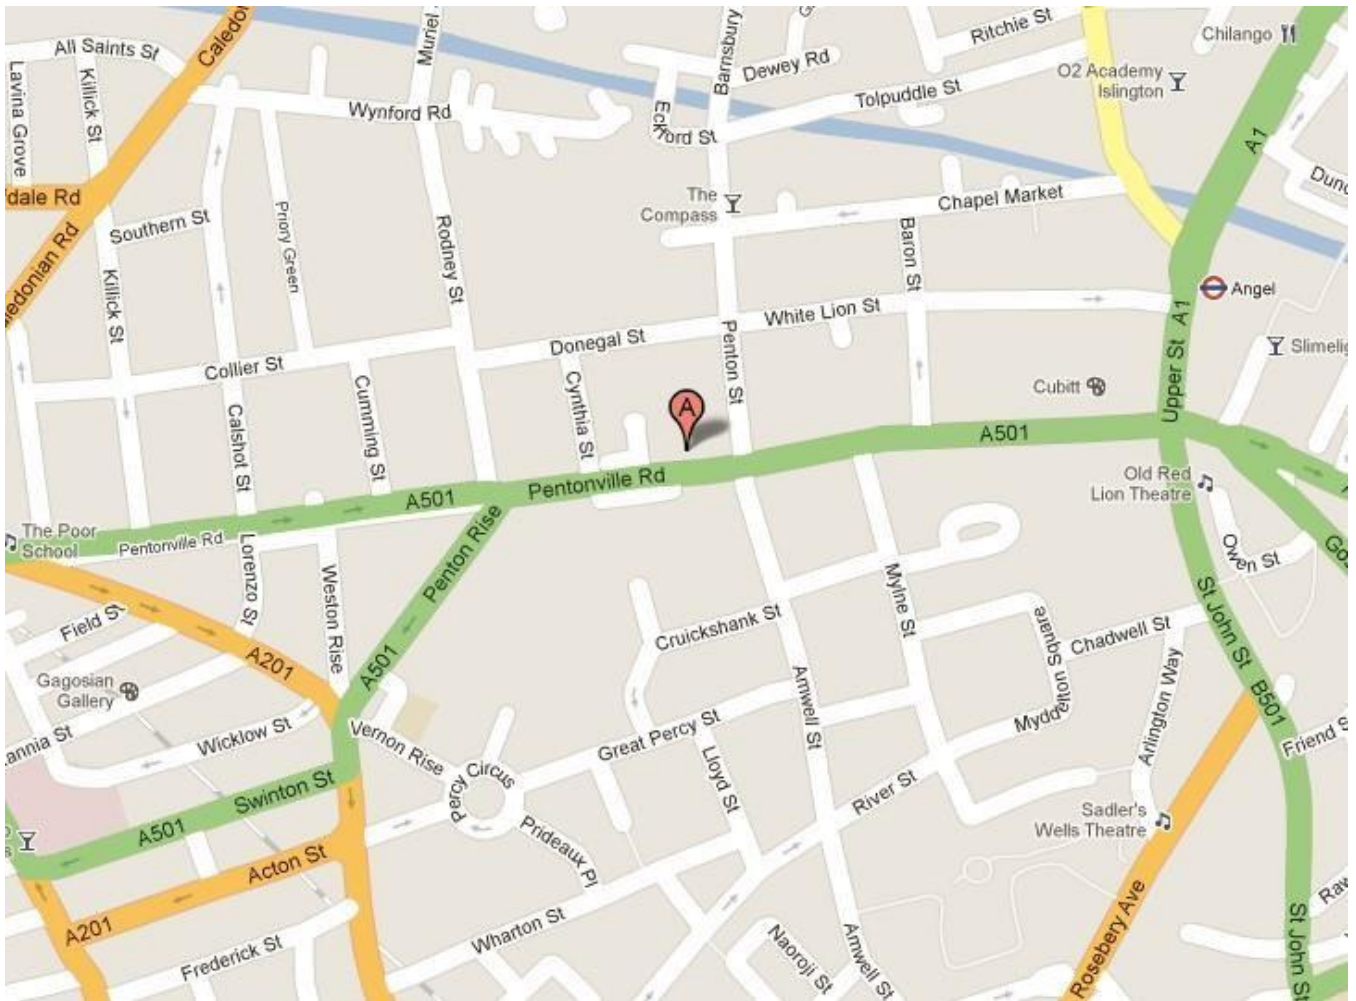 All Saints St
Caledo
Muriel
Barnsbury
Ritchie St
Chilango
Dewey Rd
O2 Academy
Islington
Lavina Grove
Killick St
Wynford Rd
Tolpuddle St
Eck
ford St
A1
dale Rd
The
Compass
Chapel Market
Southern St
Priory Green
Rodney St
Baron St
edonian Rd
Killick St
Angel
White Lion St
A1
Donegal St
Penton St
Collier St
Slimelig
Calshot St
Cumming St
Cynthia St
Cubitt
Upper St
A
A501
Pentonville Rd
A501
Old Red
Lion Theatre
The Poor
School
Pentonville Rd
Lorenzo St
Weston Rise
Penton Rise
Owen St
Mylne St
Field St
Cruickshank St
St John St
Chadwell St
Myddelton Square
A201
A501
Gagosian
Gallery
Amwell St
Arlington Way
B501
Wicklow St
Vernon Rise
Great Percy St
Lloyd St
annia St
Friend S
Percy Circus
River St
Swinton St
A501
Sadler's
Wells Theatre
Prideaux Pl
Acton St
A201
Wharton St
Frederick St
Naoroji St
Amwell St
Rosebery Ave
St John St
Raw